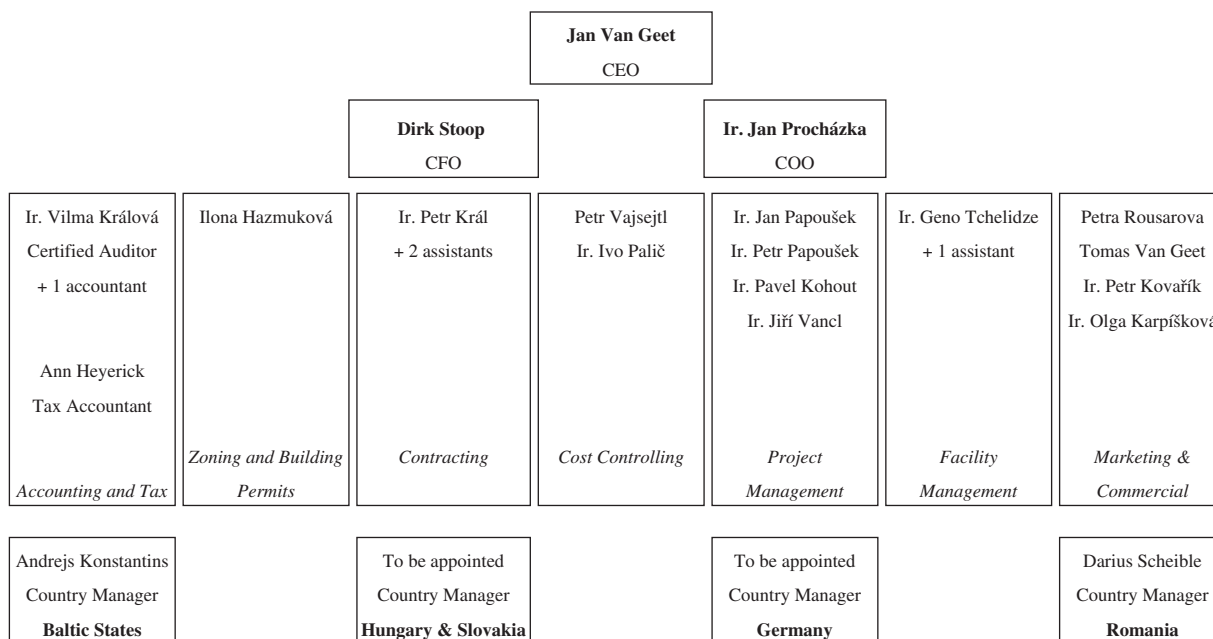 Jan Van Geet
CEO
Dirk Stoop
CFO
Ir. Jan Procházka
COO
Ir. Vilma Králová
Certified Auditor
+ 1 accountant
Ann Heyerick
Tax Accountant
Accounting and Tax
Ilona Hazmuková
Zoning and Building
Permits
Ir. Petr Král
+ 2 assistants
Contracting
Petr Vajsejtl
Ir. Ivo Palič
Cost Controlling
Ir. Jan Papoušek
Ir. Petr Papoušek
Ir. Pavel Kohout
Ir. Jiří Vancl
Project
Management
Ir. Geno Tchelidze
+ 1 assistant
Facility
Management
Petra Rousarova
Tomas Van Geet
Ir. Petr Kovařík
Ir. Olga Karpíšková
Marketing &
Commercial
Andrejs Konstantins
Country Manager
Baltic States
To be appointed
Country Manager
Hungary & Slovakia
To be appointed
Country Manager
Germany
Darius Scheible
Country Manager
Romania